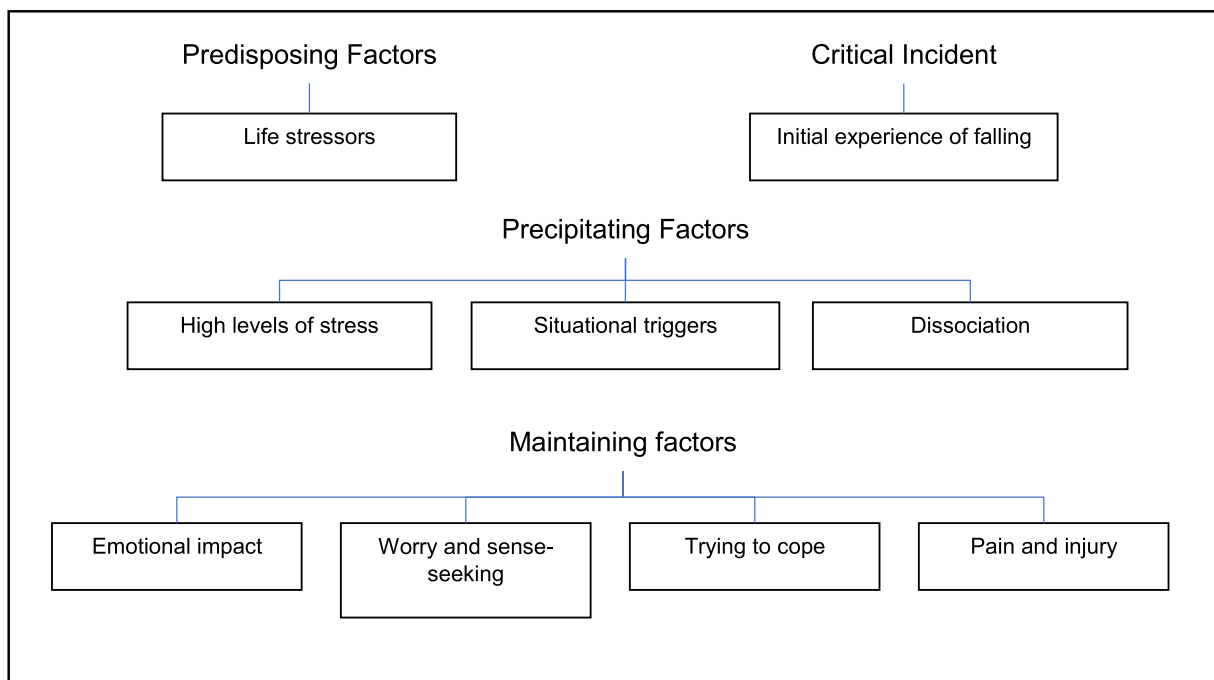 Predisposing Factors
Critical Incident
Life stressors
Initial experience of falling
Precipitating Factors
High levels of stress
Situational triggers
Dissociation
Maintaining factors
Emotional impact
Worry and sense-
seeking
Trying to cope
Pain and injury